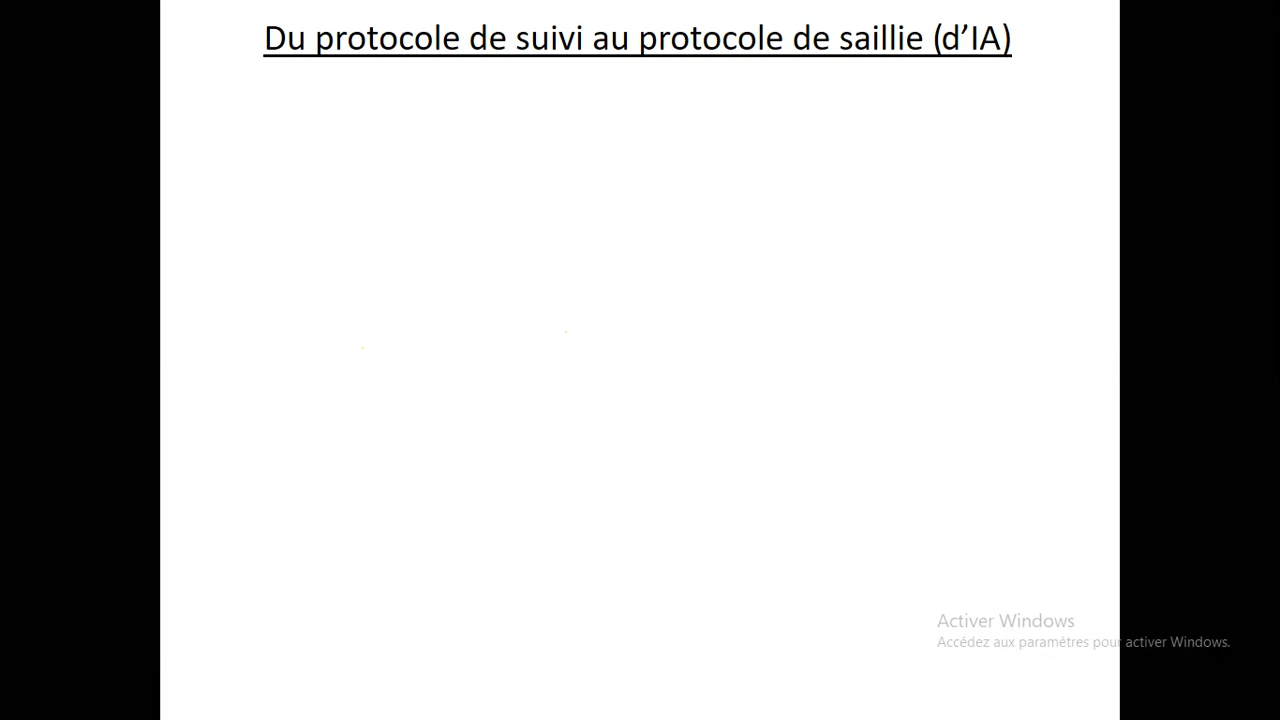 Du protocole de suivi au protocole de saillie (d’IA)
Activer Windows
Accédez aux paramètres pour activer Windows.